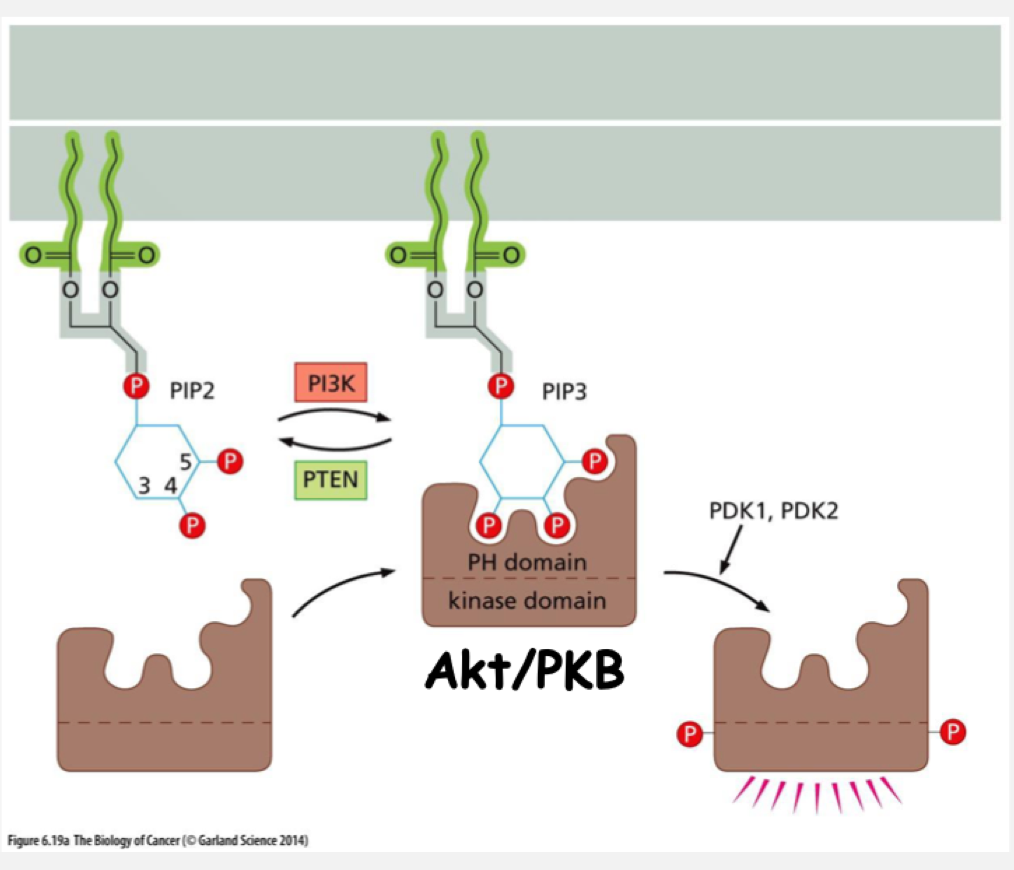 O
O
O
O
O O
O O
P
PIP2
PI3K
P
PIP3
5
P
PTEN
P
3 4
P
P
P
PDK1, PDK2
PH domain
kinase domain
Akt/PKB
P
P
Figure 6.19a The Biology of Cancer (© Garland Science 2014)